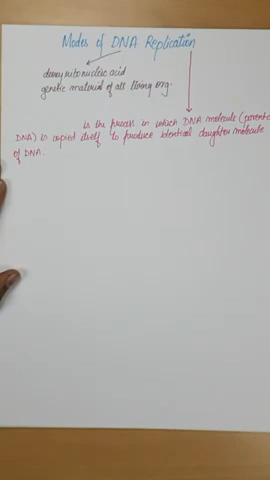 Modes of DNA Replication
deoxyribonucleic acid
genetic material of all living org.
is the process in which DNA molecule (parental
DNA) is copied itself to produce identical daughter molecule
of DNA.